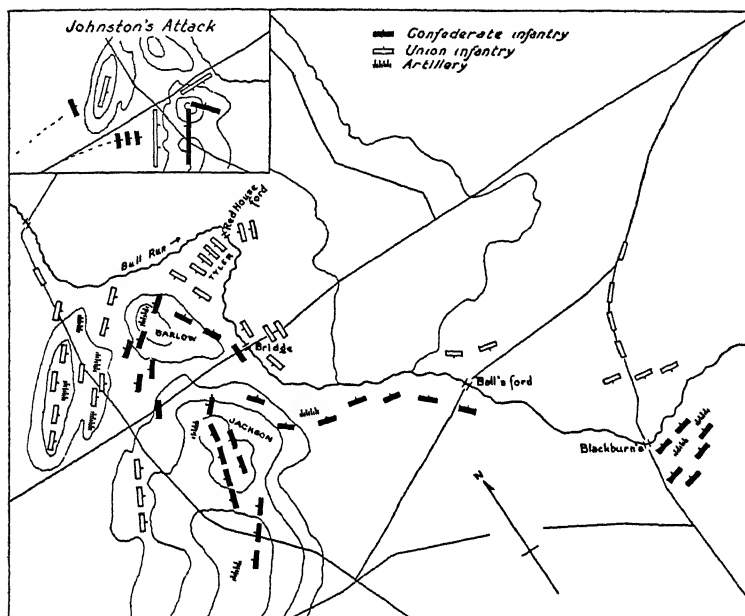 Johnston's Attack
Confederate infantry
Union infantry
Artillery
Red House
ford
Bull Run
TYLER
BARLOW
Bridge
Ball's ford
JACKSON
Blackburn's
N